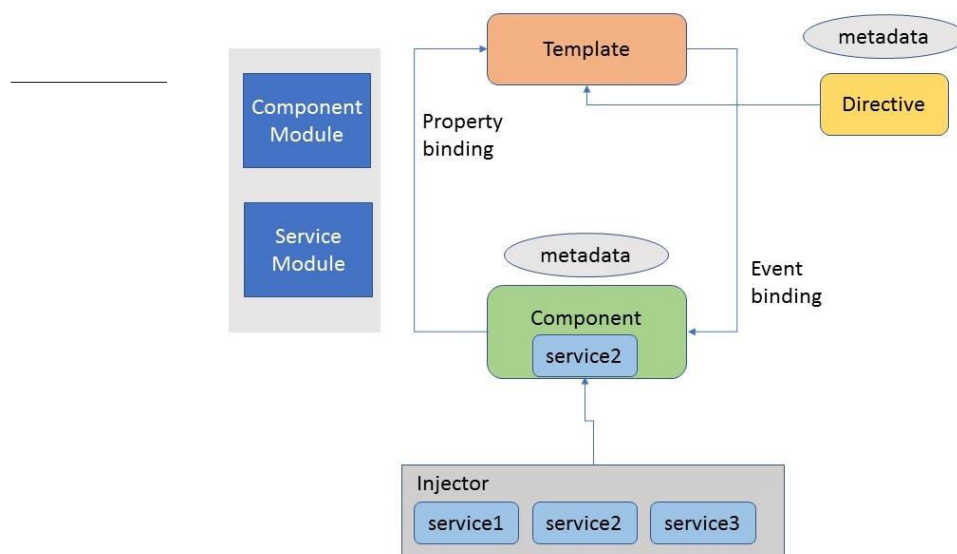 Template
metadata
Component
Module
Directive
Property
binding
Service
Module
metadata
Event
binding
Component
service2
Injector
service1
service2
service3